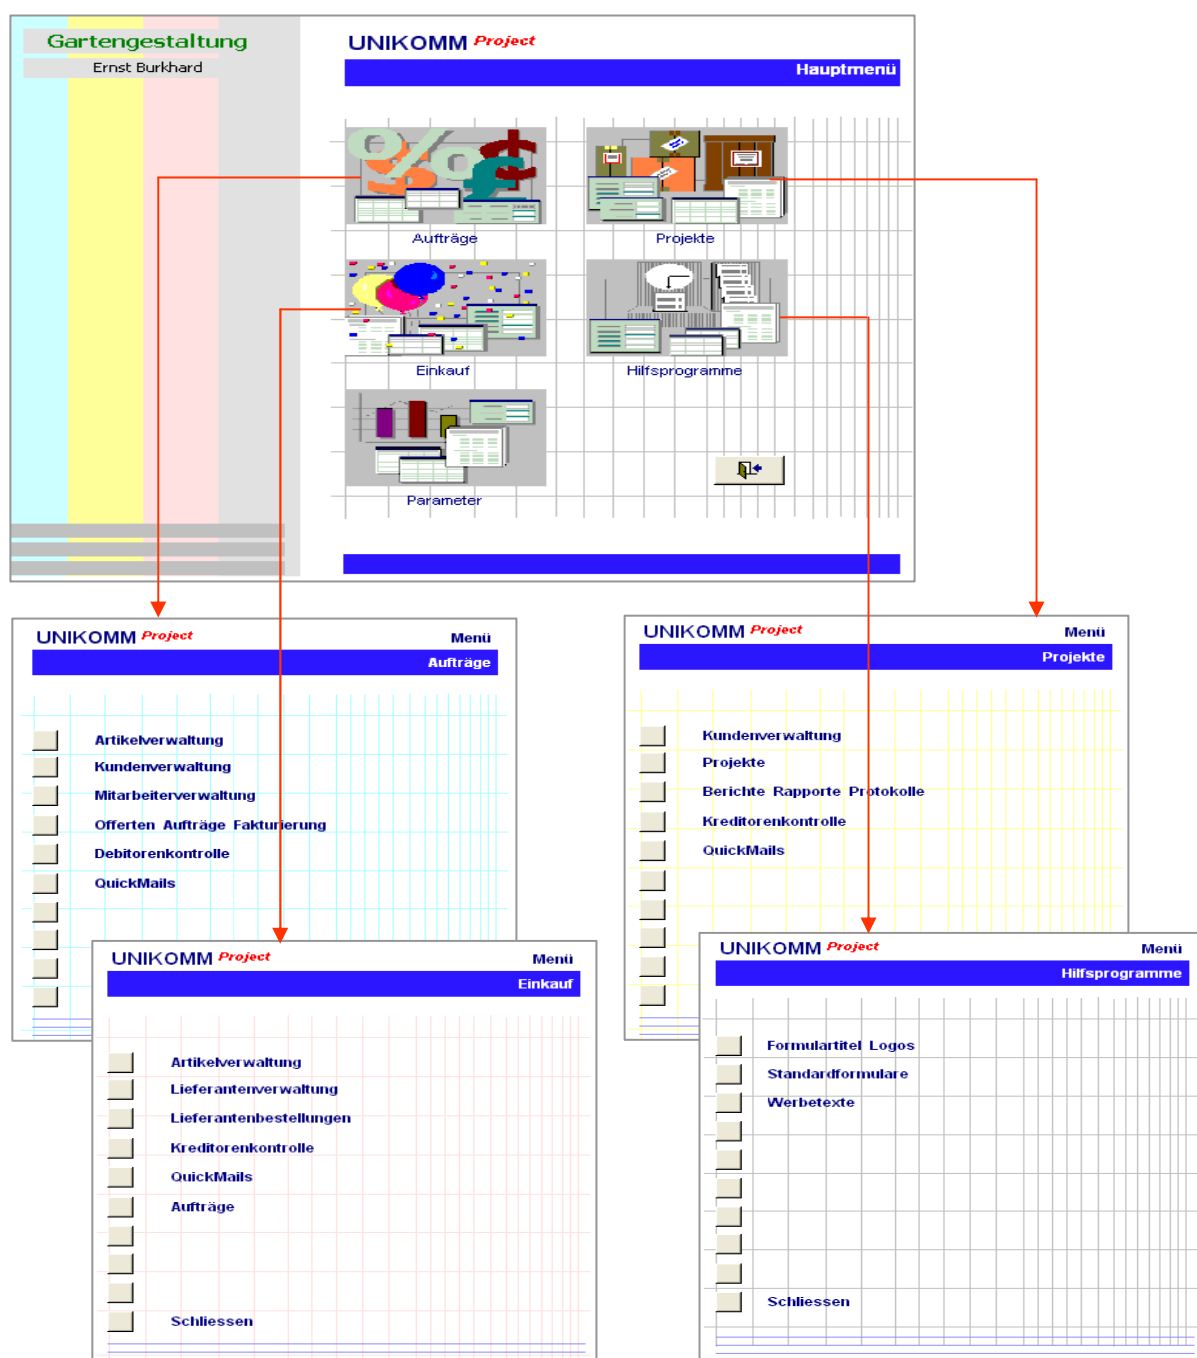 Gartengestaltung
Ernst Burkhard
UNIKOMM Project
Hauptmenü
Aufträge
Projekte
Einkauf
Hilfsprogramme
Parameter
UNIKOMM Project
Menü
Aufträge
Artikelverwaltung
Kundenverwaltung
Mitarbeiterverwaltung
Offerten Aufträge Fakturierung
Debitorenkontrolle
QuickMails
UNIKOMM Project
Menü
Projekte
Kundenverwaltung
Projekte
Berichte Rapporte Protokolle
Kreditorenkontrolle
QuickMails
UNIKOMM Project
Menü
Einkauf
Artikelverwaltung
Lieferantenverwaltung
Lieferantenbestellungen
Kreditorenkontrolle
QuickMails
Aufträge
Schliessen
UNIKOMM Project
Menü
Hilfsprogramme
Formulartitel Logos
Standardformulare
Werbetexte
Schliessen